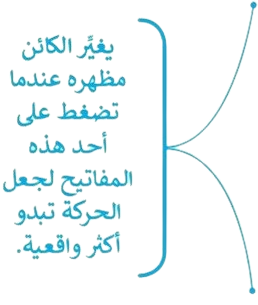 يغيِّر الكائن
مظهره عندما
تضغط على
أحد هذه
المفاتيح لجعل
الحركة تبدو
أكثر واقعية.